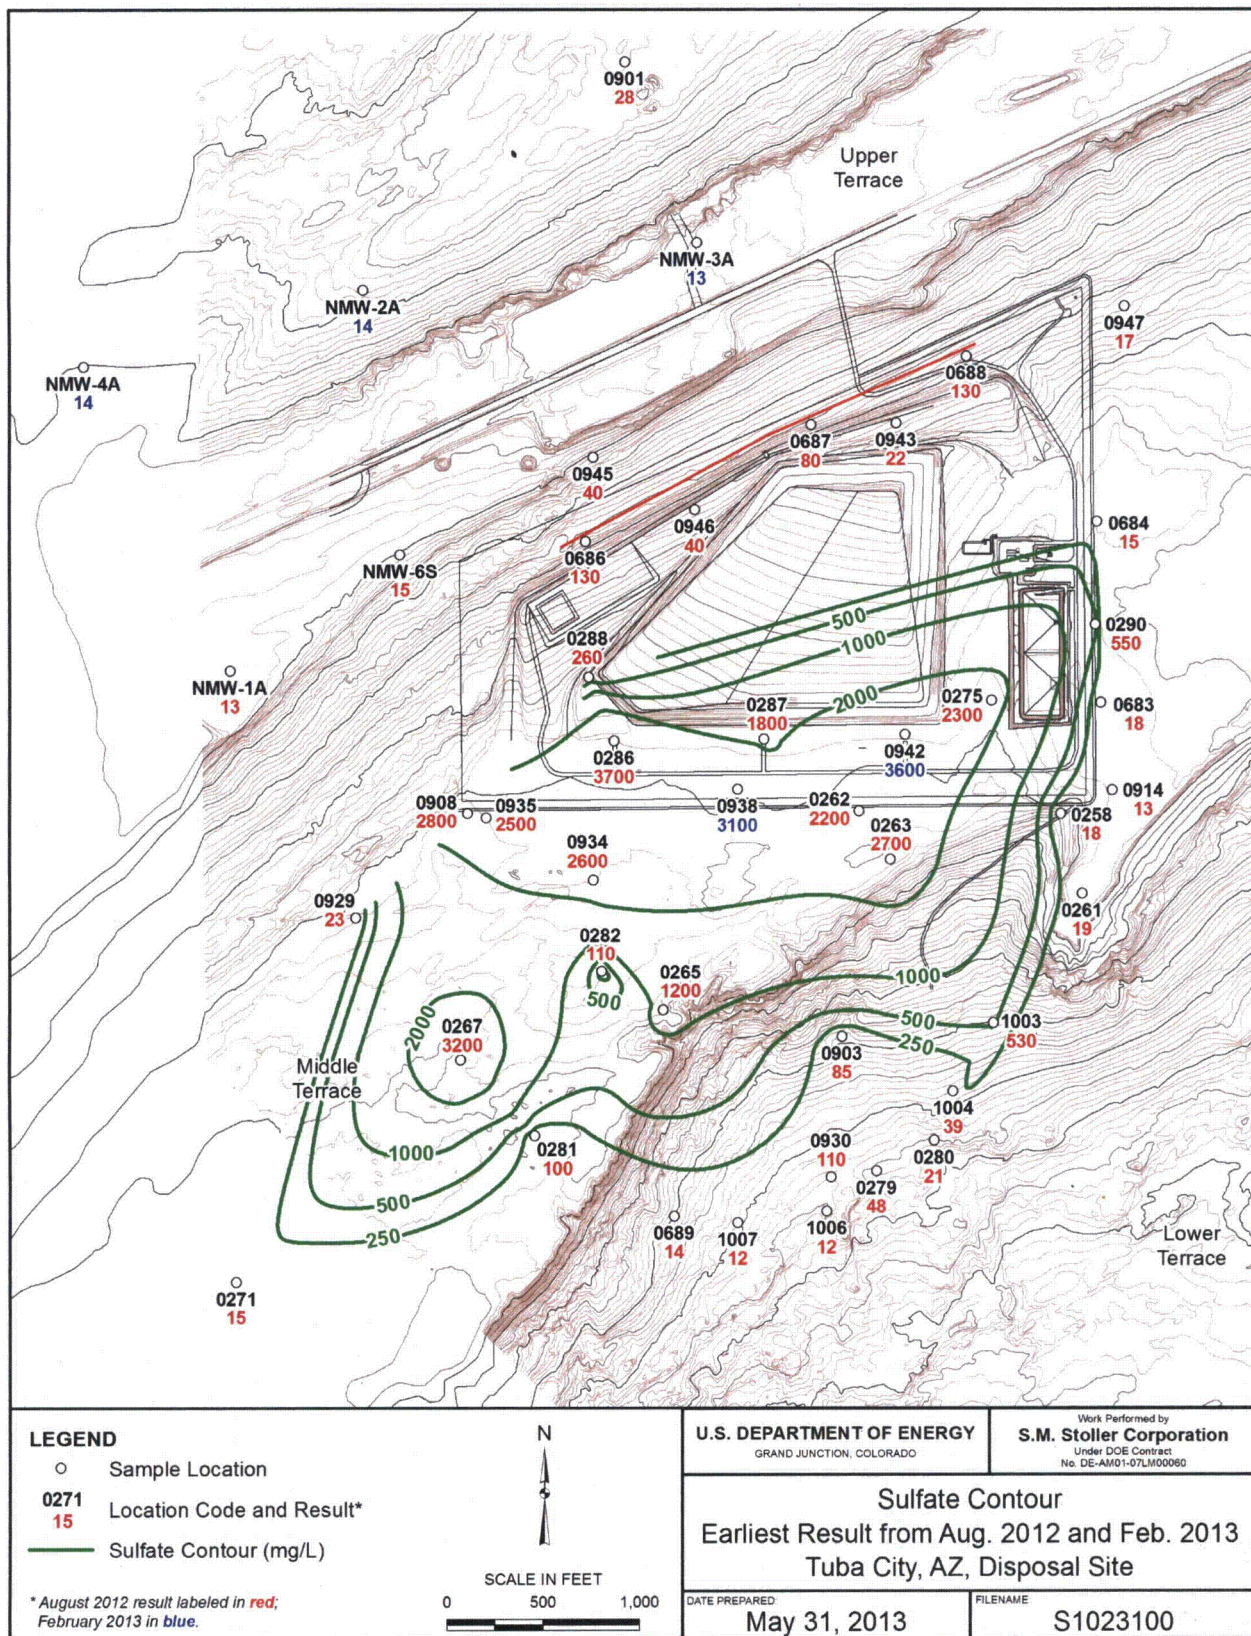 0901
28
Upper
Terrace
NMW-3A
13
NMW-2A
14
0947
17
NMW-4A
14
0688
130
0687
80
0943
22
0945
40
0946
40
0684
15
0686
130
NMW-6S
15
500
0290
550
1000
0288
260
NMW-1A
13
2000
0275
2300
0287
1800
0683
18
0286
3700
0942
3600
0914
13
0908
2800
0935
2500
0938
3100
0262
2200
0258
18
0263
2700
0934
2600
0929
23
0261
19
0282
110
1000
0265
1200
500
2000
0267
3200
500
1003
530
250
0903
85
Middle
Terrace
1004
39
1000
0281
100
0930
110
0280
21
0279
48
500
250
0689
14
1007
12
1006
12
Lower
Terrace
0271
15
LEGEND
Sample Location
0271
15
Location Code and Result*
Sulfate Contour (mg/L)
* August 2012 result labeled in red;
February 2013 in blue.
N
SCALE IN FEET
0 500 1,000
U.S. DEPARTMENT OF ENERGY
GRAND JUNCTION, COLORADO
Work Performed by
S.M. Stoller Corporation
Under DOE Contract
No. DE-AM01-07LM00060
Sulfate Contour
Earliest Result from Aug. 2012 and Feb. 2013
Tuba City, AZ, Disposal Site
DATE PREPARED:
May 31, 2013
FILENAME
S1023100